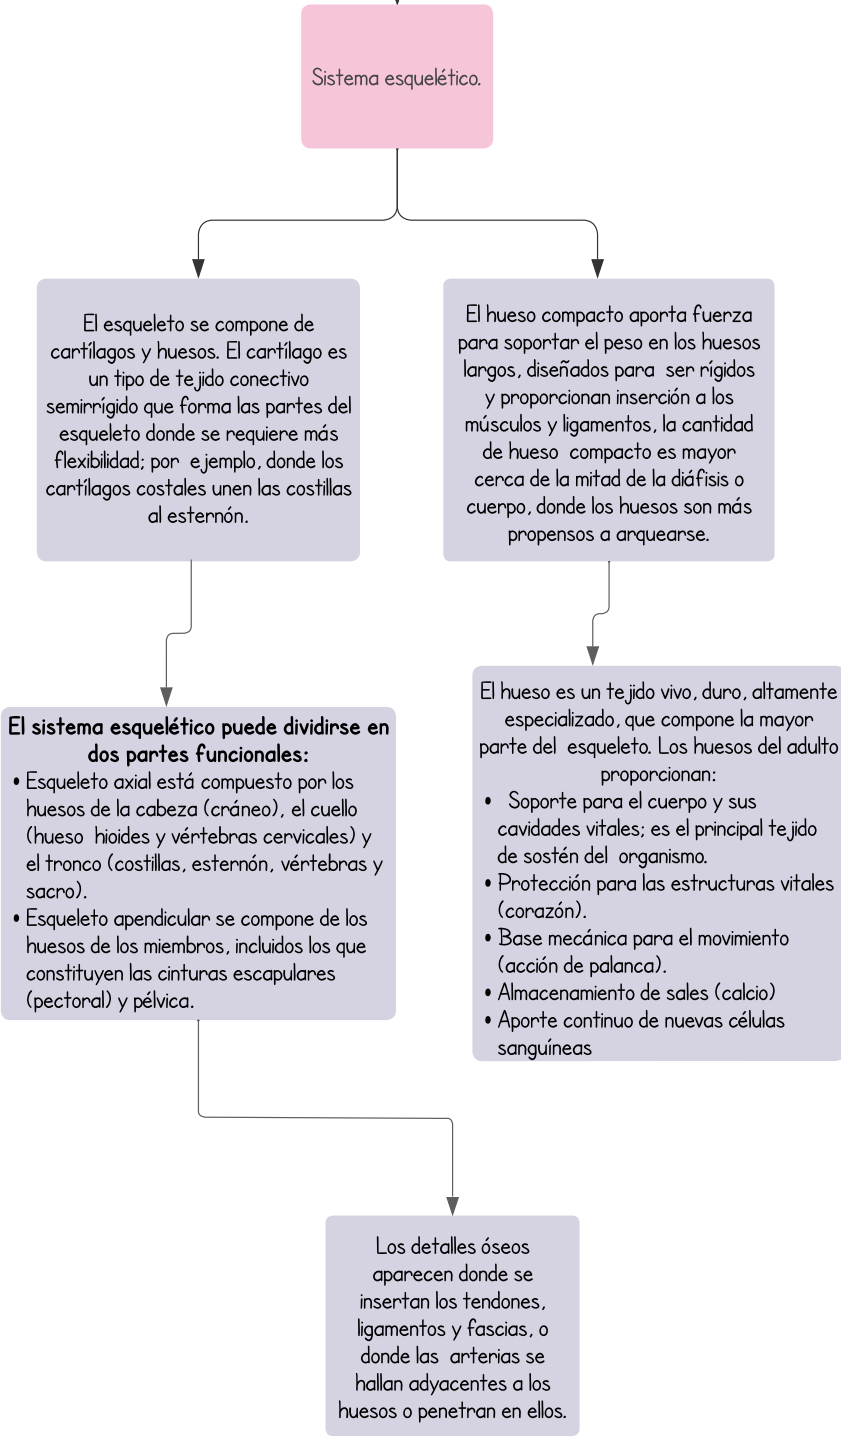 Sistema esquelético.
El esqueleto se compone de
cartílagos y huesos. El cartílago es
un tipo de tejido conectivo
semirrígido que forma las partes del
esqueleto donde se requiere más
flexibilidad; por  ejemplo, donde los
cartílagos costales unen las costillas
al esternón.
El hueso compacto aporta fuerza
para soportar el peso en los huesos
largos, diseñados para  ser rígidos
y proporcionan inserción a los
músculos y ligamentos, la cantidad
de hueso  compacto es mayor
cerca de la mitad de la diáfisis o
cuerpo, donde los huesos son más
propensos a arquearse.
El sistema esquelético puede dividirse en
dos partes funcionales:
• Esqueleto axial está compuesto por los
huesos de la cabeza (cráneo), el cuello
(hueso  hioides y vértebras cervicales) y
el tronco (costillas, esternón, vértebras y
sacro).
• Esqueleto apendicular se compone de los
huesos de los miembros, incluidos los que
constituyen las cinturas escapulares
(pectoral) y pélvica.
El hueso es un tejido vivo, duro, altamente
especializado, que compone la mayor
parte del  esqueleto. Los huesos del adulto
proporcionan:
•  Soporte para el cuerpo y sus
cavidades vitales; es el principal tejido
de sostén del  organismo.
• Protección para las estructuras vitales
(corazón).
• Base mecánica para el movimiento
(acción de palanca).
• Almacenamiento de sales (calcio)
• Aporte continuo de nuevas células
sanguíneas
Los detalles óseos
aparecen donde se
insertan los tendones,
ligamentos y fascias, o
donde las  arterias se
hallan adyacentes a los
huesos o penetran en ellos.